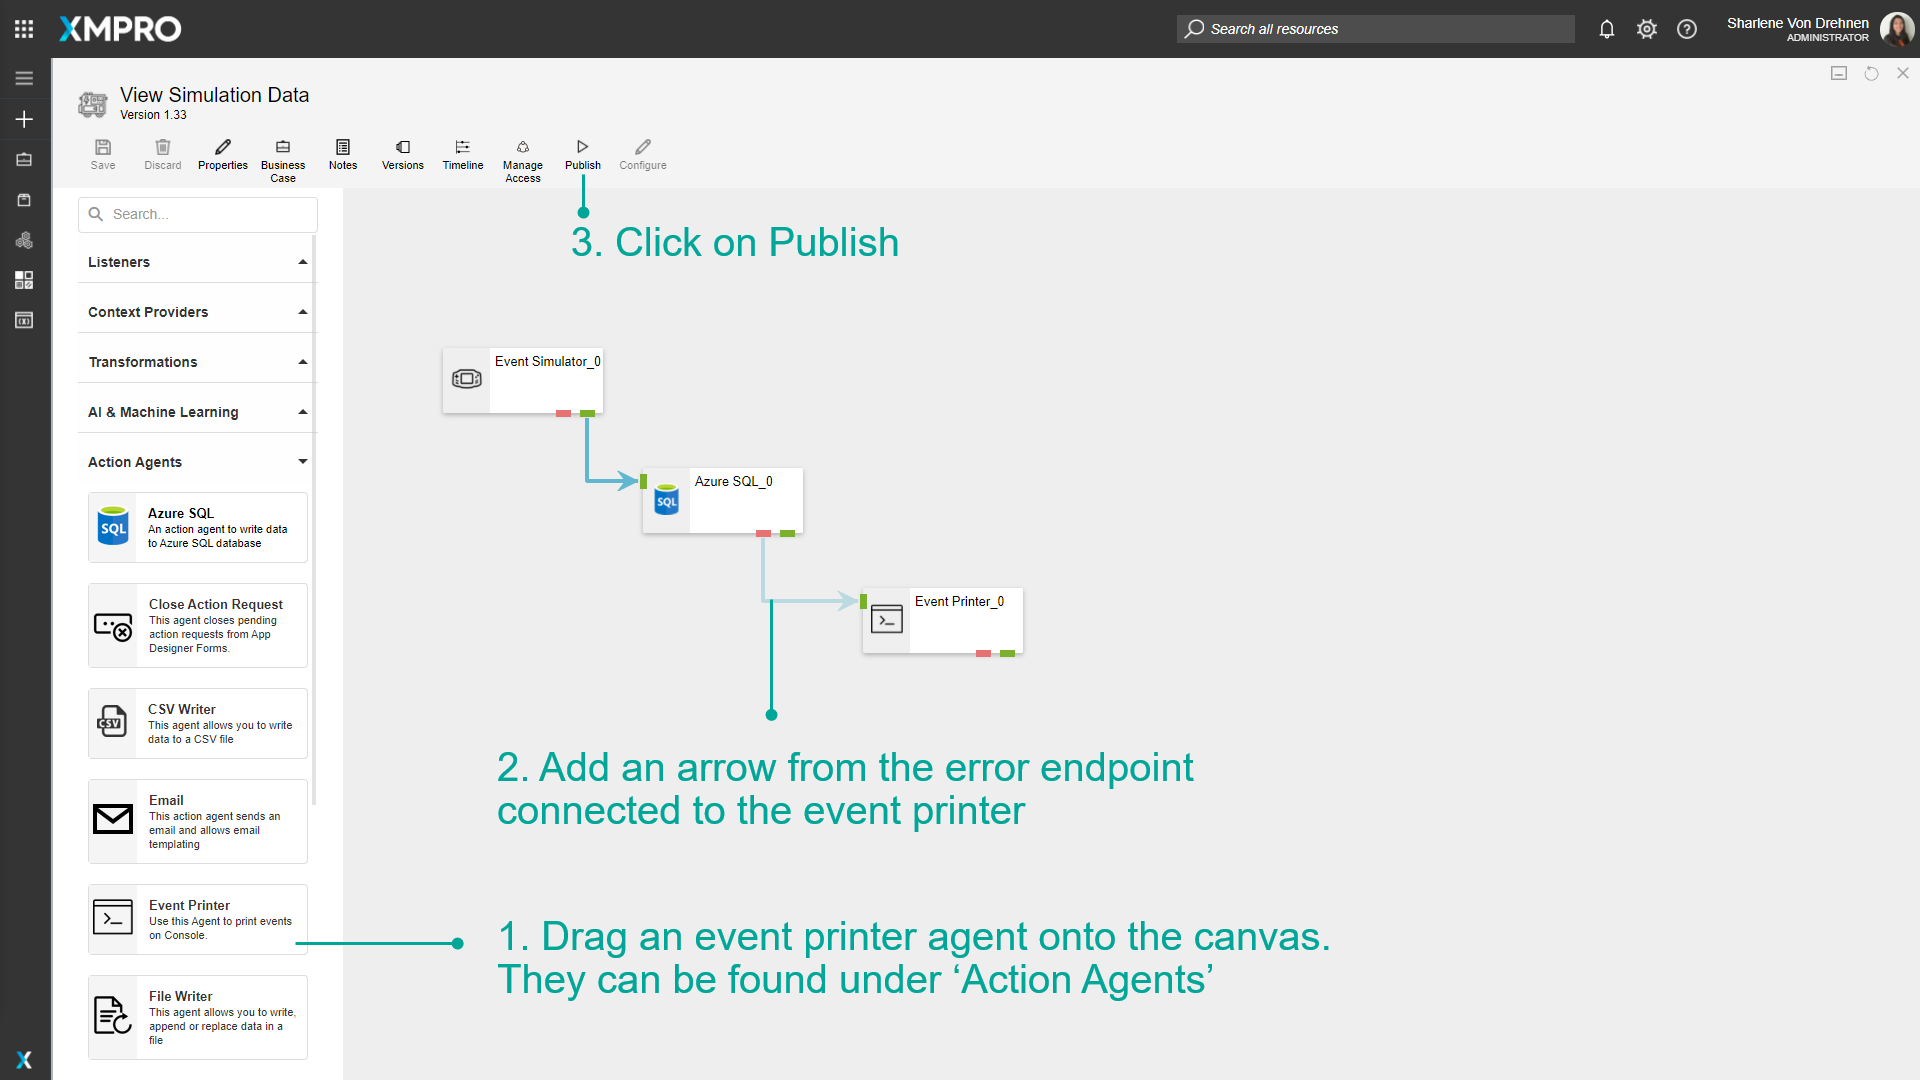 XMPRO
Search all resources
Sharlene Von Drehnen
ADMINISTRATOR
View Simulation Data
Version 1.33
Save
Discard
Properties
Business
Case
Notes
Versions
Timeline
Manage
Access
Publish
Configure
Search...
3. Click on Publish
Listeners
Context Providers
Transformations
AI & Machine Learning
Action Agents
Event Simulator_0
SQL
Azure SQL_0
Event Printer_0
SQL
Azure SQL
An action agent to write data
to Azure SQL database
Close Action Request
This agent closes pending
action requests from App
Designer Forms.
CSV
CSV Writer
This agent allows you to write
data to a CSV file
Email
This action agent sends an
email and allows email
templating
Event Printer
Use this Agent to print events
on Console.
File Writer
This agent allows you to write,
append or replace data in a
file
2. Add an arrow from the error endpoint
connected to the event printer
1. Drag an event printer agent onto the canvas.
They can be found under ‘Action Agents’